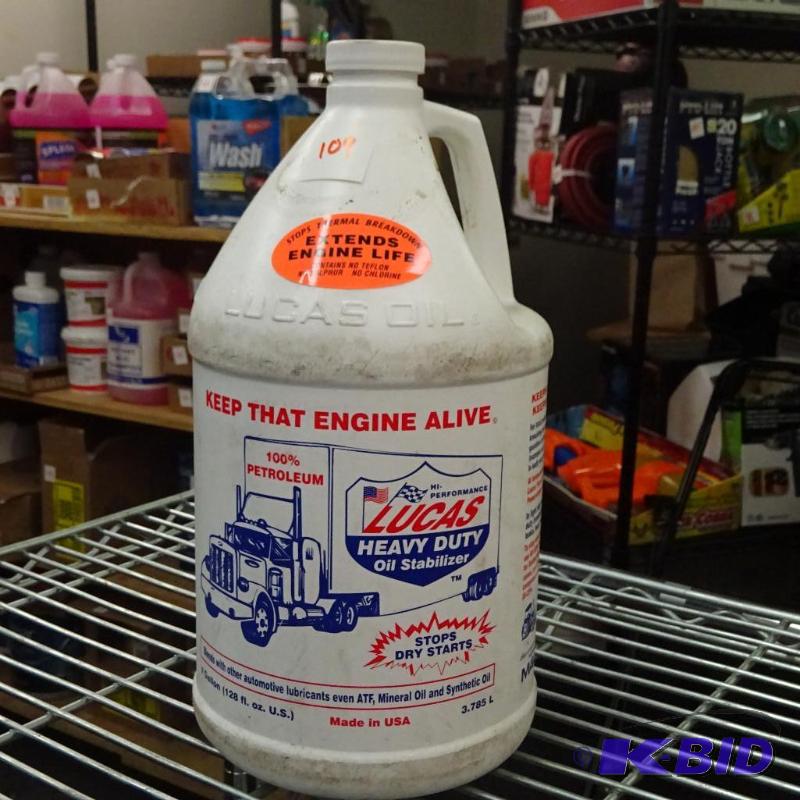 109
STOPS THERMAL BREAKDOWN
EXTENDS
ENGINE LIFE
CONTAINS NO TEFLON
SULPHUR NO CHLORINE
LUCAS OIL
KEEP THAT ENGINE ALIVE
100%
PETROLEUM
HI-
PERFORMANCE
LUCAS
HEAVY DUTY
Oil Stabilizer
TM
STOPS
DRY STARTS
Blends with other automotive lubricants even ATF, Mineral Oil and Synthetic Oil
1 Gallon (128 fl. oz. U.S.)
3.785 L
Made in USA
Wash
SPLASH
20
K-BID